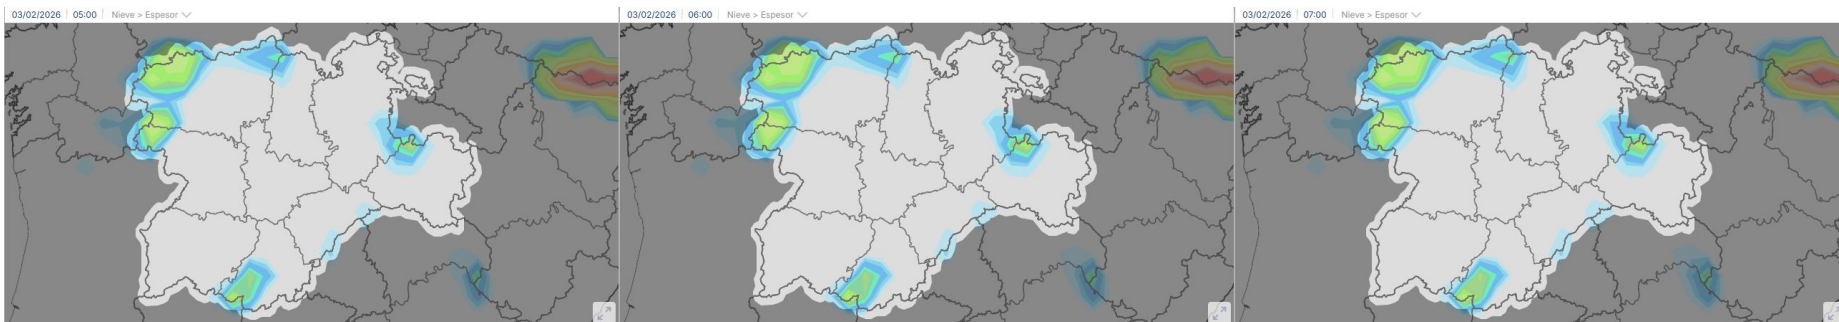 03/02/2026 05:00 Nieve > Espesor
03/02/2026 06:00 Nieve > Espesor
03/02/2026 07:00 Nieve > Espesor